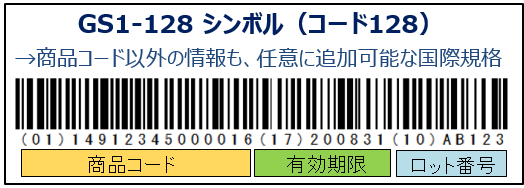 GS1-128 シンボル（コード128）
→商品コード以外の情報も、任意に追加可能な国際規格
(01)14912345000016(17)200831(10)AB123
商品コード 有効期限 ロット番号